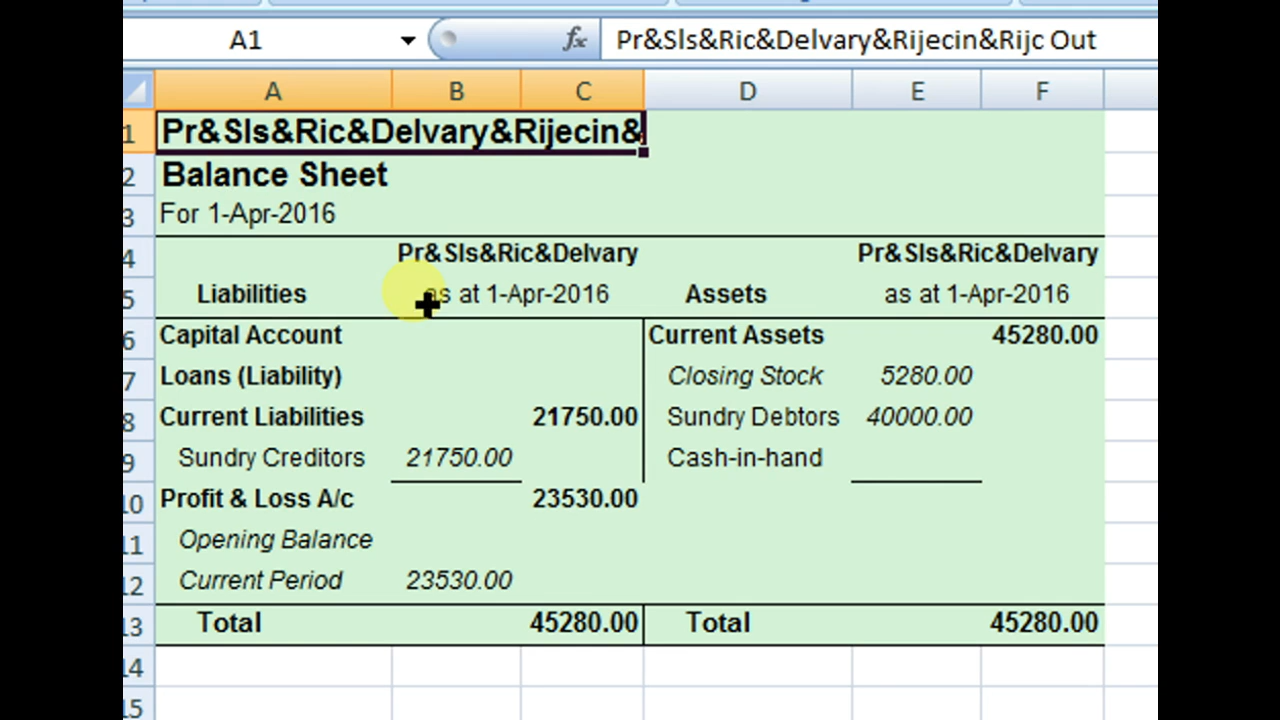 A1 fx Pr&Sls&Ric&Delvary&Rijecin&Rijc Out
A B C D E F
1 Pr&Sls&Ric&Delvary&Rijecin&
2 Balance Sheet
3 For 1-Apr-2016
4 Pr&Sls&Ric&Delvary Pr&Sls&Ric&Delvary
5 Liabilities as at 1-Apr-2016 Assets as at 1-Apr-2016
6 Capital Account Current Assets 45280.00
7 Loans (Liability) Closing Stock 5280.00
8 Current Liabilities 21750.00 Sundry Debtors 40000.00
9 Sundry Creditors 21750.00 Cash-in-hand
10 Profit & Loss A/c 23530.00
11 Opening Balance
12 Current Period 23530.00
13 Total 45280.00 Total 45280.00
14
15